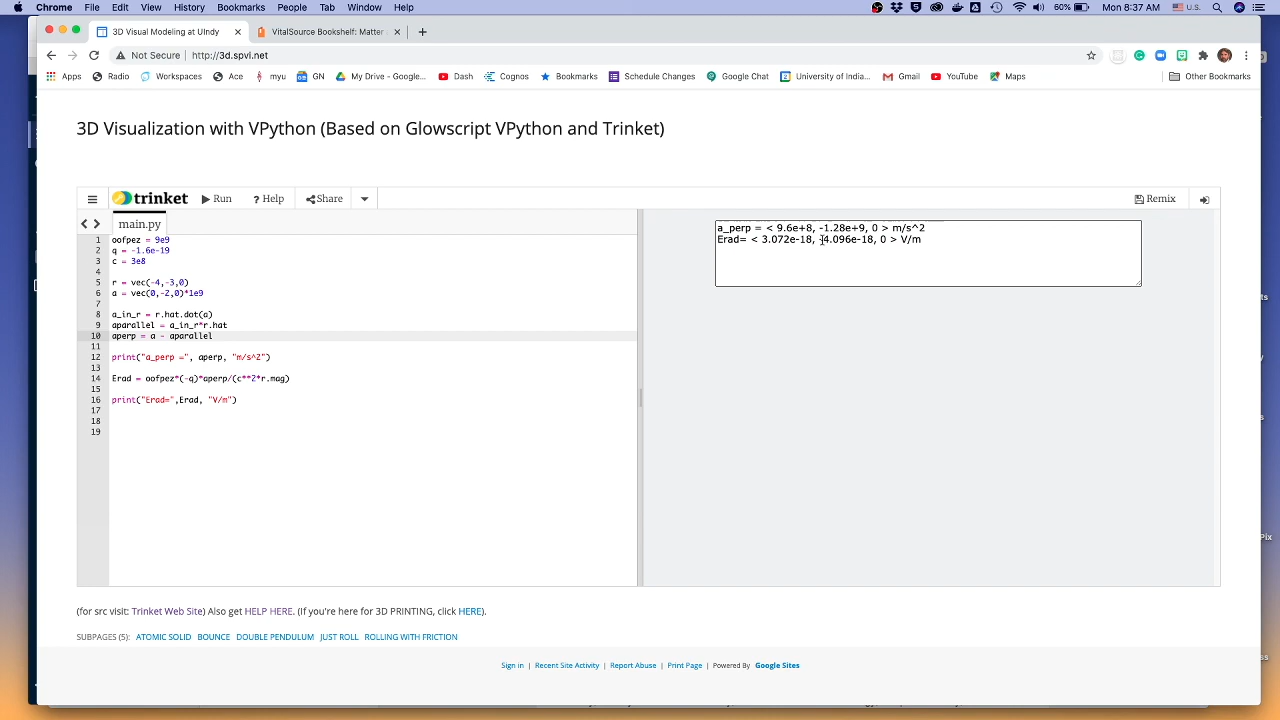 Chrome File Edit View History Bookmarks People Tab Window Help 60% Mon 8:37 AM U.S.
3D Visual Modeling at UIndy VitalSource Bookshelf: Matter
Not Secure | http://3d.spvi.net
Apps Radio Workspaces Ace myu GN My Drive - Google... Dash Cognos Bookmarks Schedule Changes Google Chat University of India... Gmail YouTube Maps Other Bookmarks
3D Visualization with VPython (Based on Glowscript VPython and Trinket)
trinket Run ? Help Share Remix
main.py
1 oofpez = 9e9
2 q = -1.6e-19
3 c = 3e8
4
5 r = vec(-4,-3,0)
6 a = vec(0,-2,0)*1e9
7
8 a_in_r = r.hat.dot(a)
9 aparallel = a_in_r*r.hat
10 aperp = a - aparallel
11
12 print("a_perp =", aperp, "m/s^2")
13
14 Erad = oofpez*(-q)*aperp/(c**2*r.mag)
15
16 print("Erad=",Erad, "V/m")
17
18
19
a_perp = < 9.6e+8, -1.28e+9, 0 > m/s^2
Erad= < 3.072e-18, -4.096e-18, 0 > V/m
(for src visit: Trinket Web Site) Also get HELP HERE. (If you're here for 3D PRINTING, click HERE).
SUBPAGES (5): ATOMIC SOLID BOUNCE DOUBLE PENDULUM JUST ROLL ROLLING WITH FRICTION
Sign in | Recent Site Activity | Report Abuse | Print Page | Powered By Google Sites